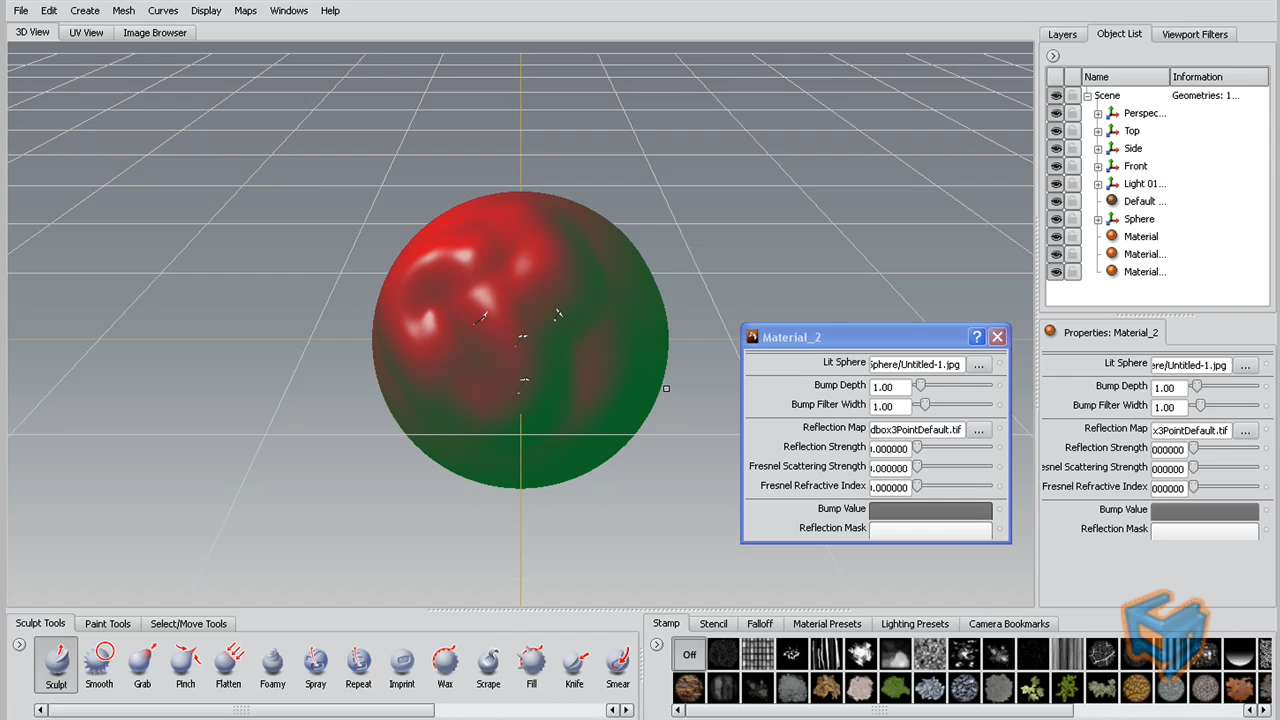 File Edit Create Mesh Curves Display Maps Windows Help
3D View UV View Image Browser
Layers Object List Viewport Filters
Name Information
Scene Geometries: 1...
Perspec...
Top
Side
Front
Light 01...
Default ...
Sphere
Material
Material...
Material...
Properties: Material_2
ere/Untitled-1.jpg ...
Bump Depth 1.00
Bump Filter Width 1.00
Reflection Map x3PointDefault.tif ...
Reflection Strength 000000
esnel Scattering Strength 000000
Fresnel Refractive Index 000000
Bump Value
Reflection Mask
Material_2 ?
Lit Sphere Sphere/Untitled-1.jpg ...
Bump Depth 1.00
Bump Filter Width 1.00
Reflection Map dbox3PointDefault.tif ...
Reflection Strength .000000
Fresnel Scattering Strength .000000
Fresnel Refractive Index .000000
Bump Value
Reflection Mask
Sculpt Tools Paint Tools Select/Move Tools
Sculpt Smooth Grab Pinch Flatten Foamy Spray Repeat Imprint Wax Scrape Fill Knife Smear
Stamp Stencil Falloff Material Presets Lighting Presets Camera Bookmarks
Off